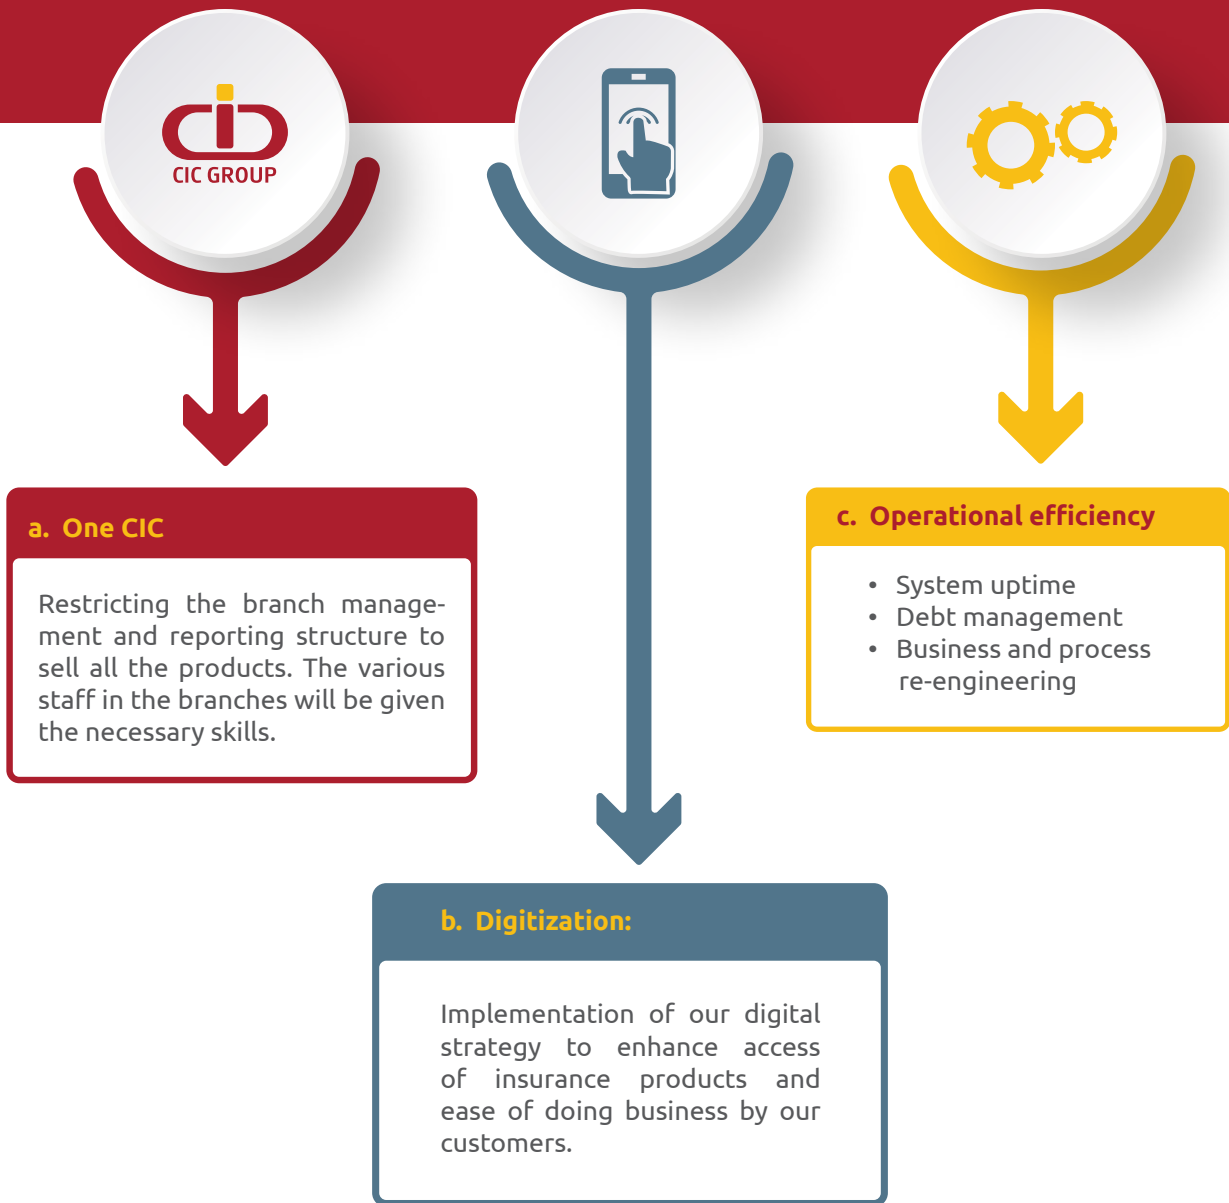 CIC GROUP
a. One CIC
Restricting the branch manage-
ment and reporting structure to
sell all the products. The various
staff in the branches will be given
the necessary skills.
c. Operational efficiency
• System uptime
• Debt management
• Business and process
re-engineering
b. Digitization:
Implementation of our digital
strategy to enhance access
of insurance products and
ease of doing business by our
customers.